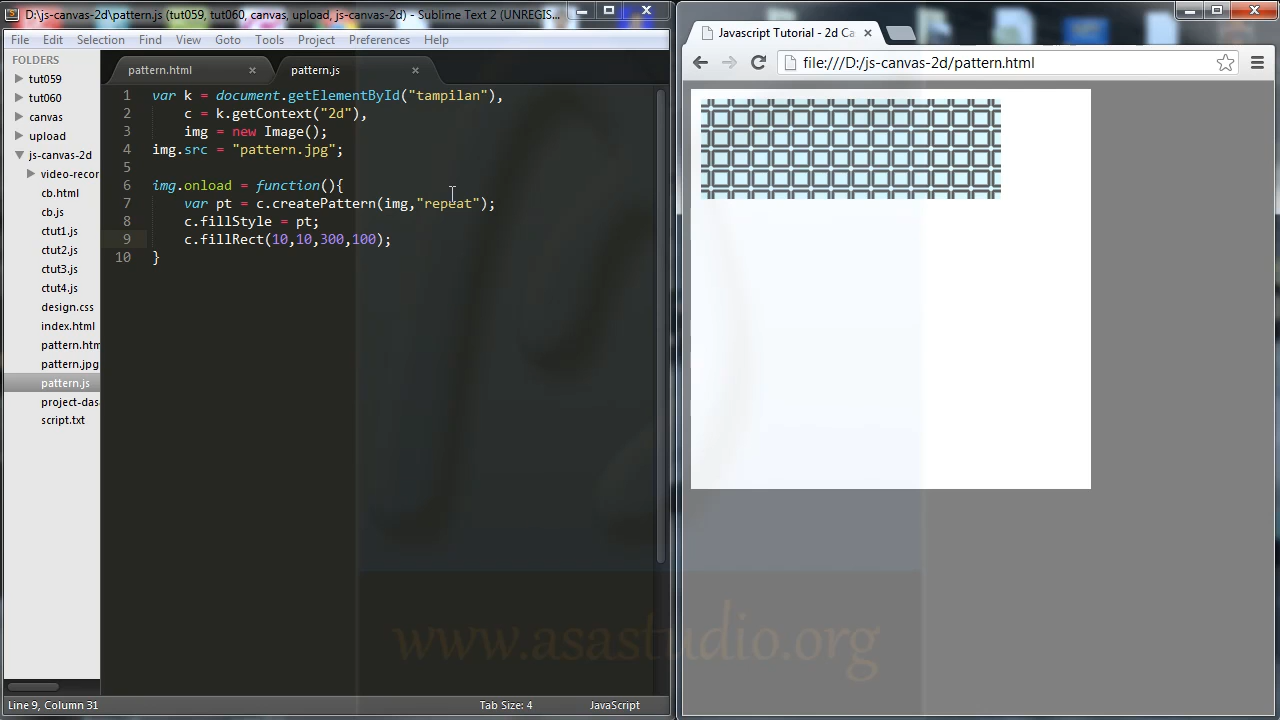 D:\js-canvas-2d\pattern.js (tut059, tut060, canvas, upload, js-canvas-2d) - Sublime Text 2 (UNREGIS...
File Edit Selection Find View Goto Tools Project Preferences Help
FOLDERS
tut059
tut060
canvas
upload
js-canvas-2d
video-recor
cb.html
cb.js
ctut1.js
ctut2.js
ctut3.js
ctut4.js
design.css
index.html
pattern.htm
pattern.jpg
pattern.js
project-das
script.txt
pattern.html × pattern.js ×
1 var k = document.getElementById("tampilan"),
2 c = k.getContext("2d"),
3 img = new Image();
4 img.src = "pattern.jpg";
5
6 img.onload = function(){
7 var pt = c.createPattern(img,"repeat");
8 c.fillStyle = pt;
9 c.fillRect(10,10,300,100);
10 }
Line 9, Column 31 Tab Size: 4 JavaScript
Javascript Tutorial - 2d Ca ×
file:///D:/js-canvas-2d/pattern.html
www.asastudio.org